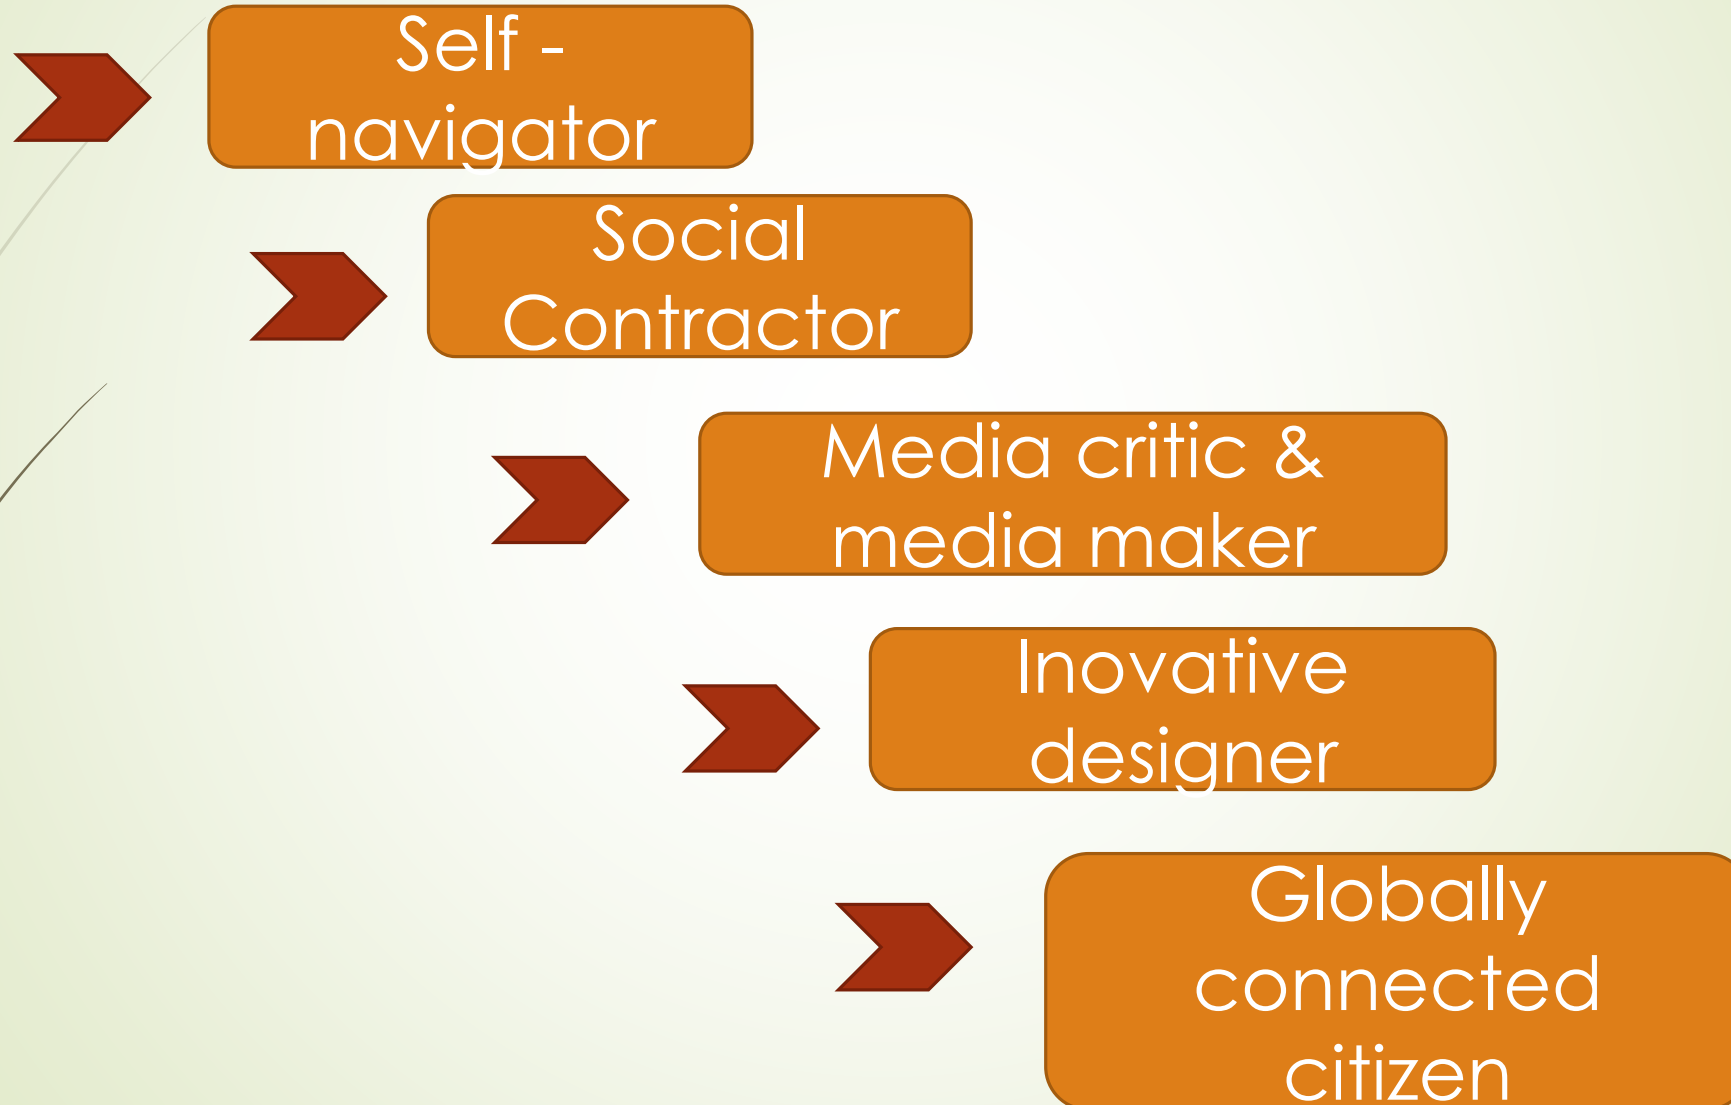 Self -
navigator
Social
Contractor
Media critic &
media maker
Inovative
designer
Globally
connected
citizen